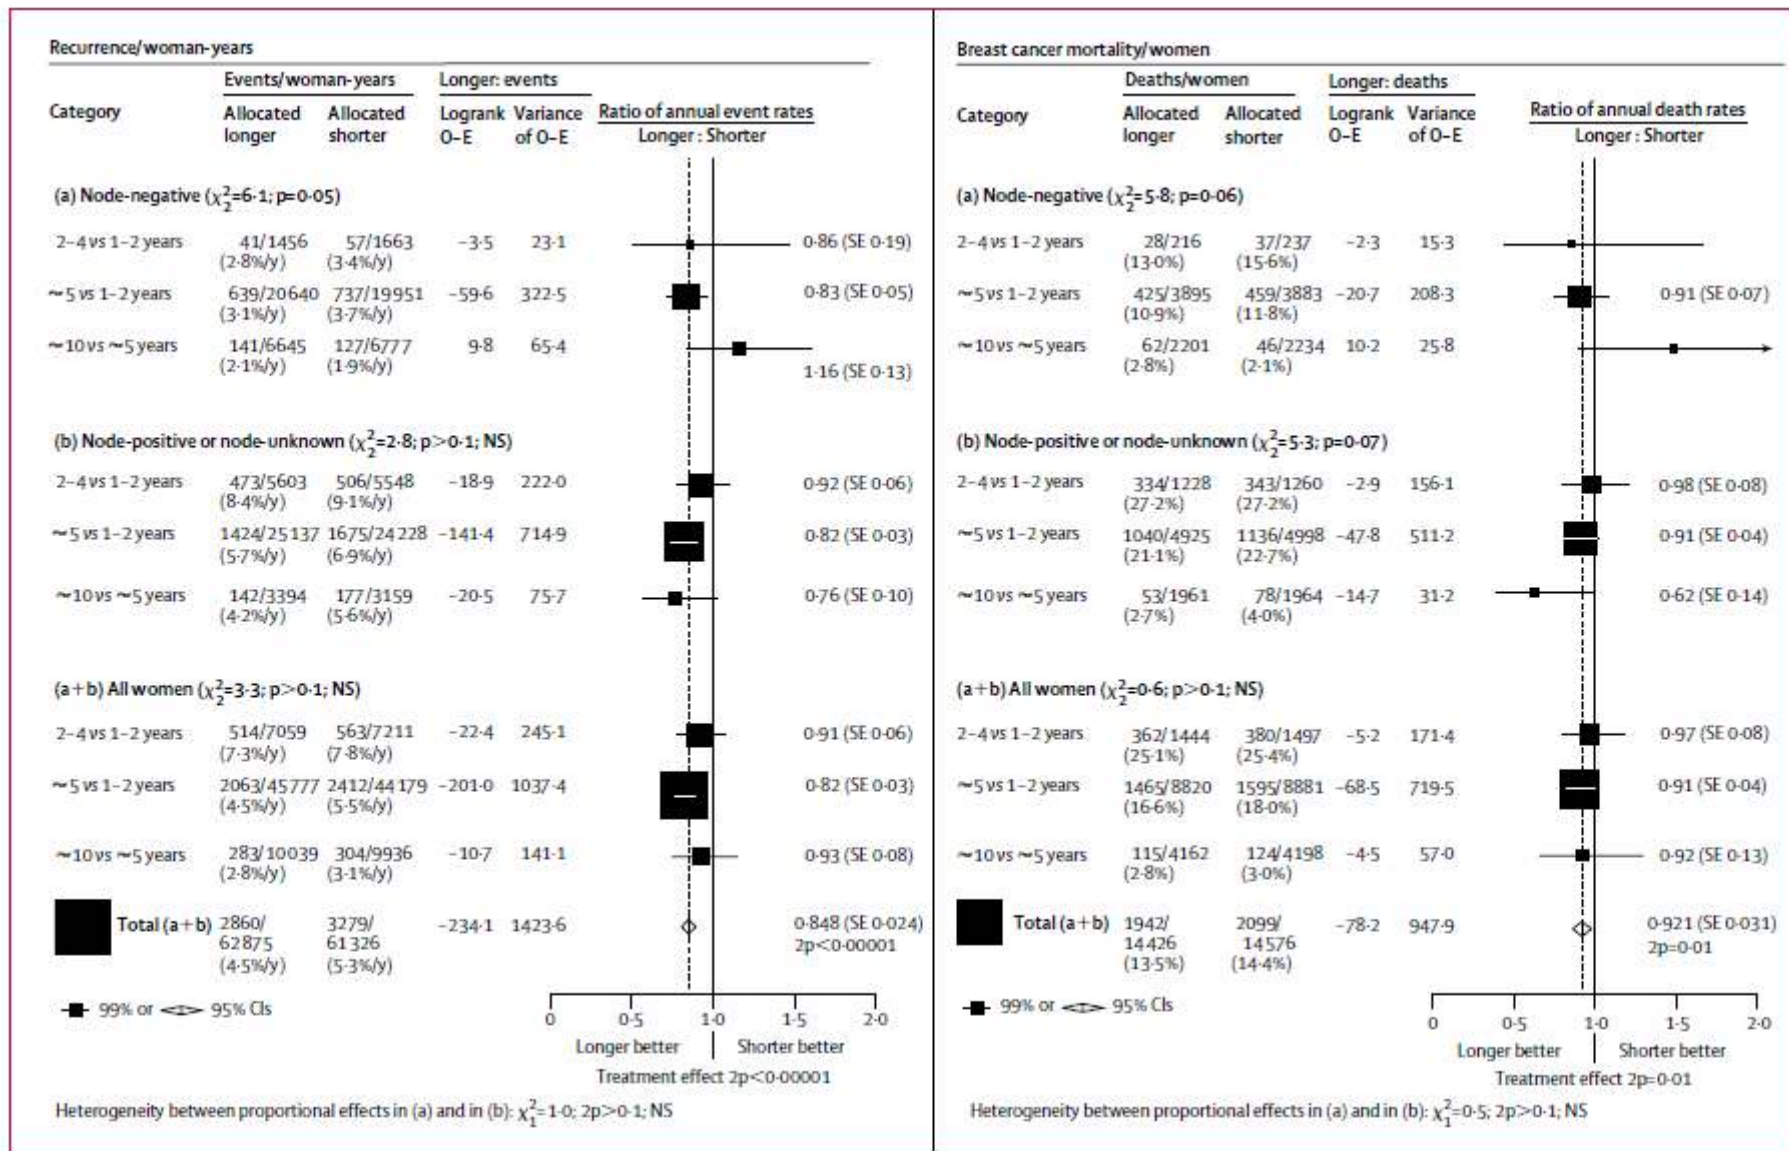 Recurrence/woman-years
Events/woman-years Longer: events
Category Allocated longer Allocated shorter Logrank O–E Variance of O–E Ratio of annual event rates
Longer : Shorter
(a) Node-negative (χ²₂=6·1; p=0·05)
2–4 vs 1–2 years 41/1456 57/1663 –3·5 23·1 0·86 (SE 0·19)
(2·8%/y) (3·4%/y)
~5 vs 1–2 years 639/20640 737/19951 –59·6 322·5 0·83 (SE 0·05)
(3·1%/y) (3·7%/y)
~10 vs ~5 years 141/6645 127/6777 9·8 65·4
(2·1%/y) (1·9%/y) 1·16 (SE 0·13)
(b) Node-positive or node-unknown (χ²₂=2·8; p>0·1; NS)
2–4 vs 1–2 years 473/5603 506/5548 –18·9 222·0 0·92 (SE 0·06)
(8·4%/y) (9·1%/y)
~5 vs 1–2 years 1424/25137 1675/24228 –141·4 714·9 0·82 (SE 0·03)
(5·7%/y) (6·9%/y)
~10 vs ~5 years 142/3394 177/3159 –20·5 75·7 0·76 (SE 0·10)
(4·2%/y) (5·6%/y)
(a+b) All women (χ²₂=3·3; p>0·1; NS)
2–4 vs 1–2 years 514/7059 563/7211 –22·4 245·1 0·91 (SE 0·06)
(7·3%/y) (7·8%/y)
~5 vs 1–2 years 2063/45777 2412/44179 –201·0 1037·4 0·82 (SE 0·03)
(4·5%/y) (5·5%/y)
~10 vs ~5 years 283/10039 304/9936 –10·7 141·1 0·93 (SE 0·08)
(2·8%/y) (3·1%/y)
Total (a+b) 2860/ 3279/ –234·1 1423·6 0·848 (SE 0·024)
62875 61326 2p<0·00001
(4·5%/y) (5·3%/y)
99% or 95% CIs
0 0·5 1·0 1·5 2·0
Longer better Shorter better
Treatment effect 2p<0·00001
Heterogeneity between proportional effects in (a) and in (b): χ²₁=1·0; 2p>0·1; NS
Breast cancer mortality/women
Deaths/women Longer: deaths
Category Allocated longer Allocated shorter Logrank O–E Variance of O–E Ratio of annual death rates
Longer : Shorter
(a) Node-negative (χ²₂=5·8; p=0·06)
2–4 vs 1–2 years 28/216 37/237 –2·3 15·3
(13·0%) (15·6%)
~5 vs 1–2 years 425/3895 459/3883 –20·7 208·3 0·91 (SE 0·07)
(10·9%) (11·8%)
~10 vs ~5 years 62/2201 46/2234 10·2 25·8
(2·8%) (2·1%)
(b) Node-positive or node-unknown (χ²₂=5·3; p=0·07)
2–4 vs 1–2 years 334/1228 343/1260 –2·9 156·1 0·98 (SE 0·08)
(27·2%) (27·2%)
~5 vs 1–2 years 1040/4925 1136/4998 –47·8 511·2 0·91 (SE 0·04)
(21·1%) (22·7%)
~10 vs ~5 years 53/1961 78/1964 –14·7 31·2 0·62 (SE 0·14)
(2·7%) (4·0%)
(a+b) All women (χ²₂=0·6; p>0·1; NS)
2–4 vs 1–2 years 362/1444 380/1497 –5·2 171·4 0·97 (SE 0·08)
(25·1%) (25·4%)
~5 vs 1–2 years 1465/8820 1595/8881 –68·5 719·5 0·91 (SE 0·04)
(16·6%) (18·0%)
~10 vs ~5 years 115/4162 124/4198 –4·5 57·0 0·92 (SE 0·13)
(2·8%) (3·0%)
Total (a+b) 1942/ 2099/ –78·2 947·9 0·921 (SE 0·031)
14426 14576 2p=0·01
(13·5%) (14·4%)
99% or 95% CIs
0 0·5 1·0 1·5 2·0
Longer better Shorter better
Treatment effect 2p=0·01
Heterogeneity between proportional effects in (a) and in (b): χ²₁=0·5; 2p>0·1; NS